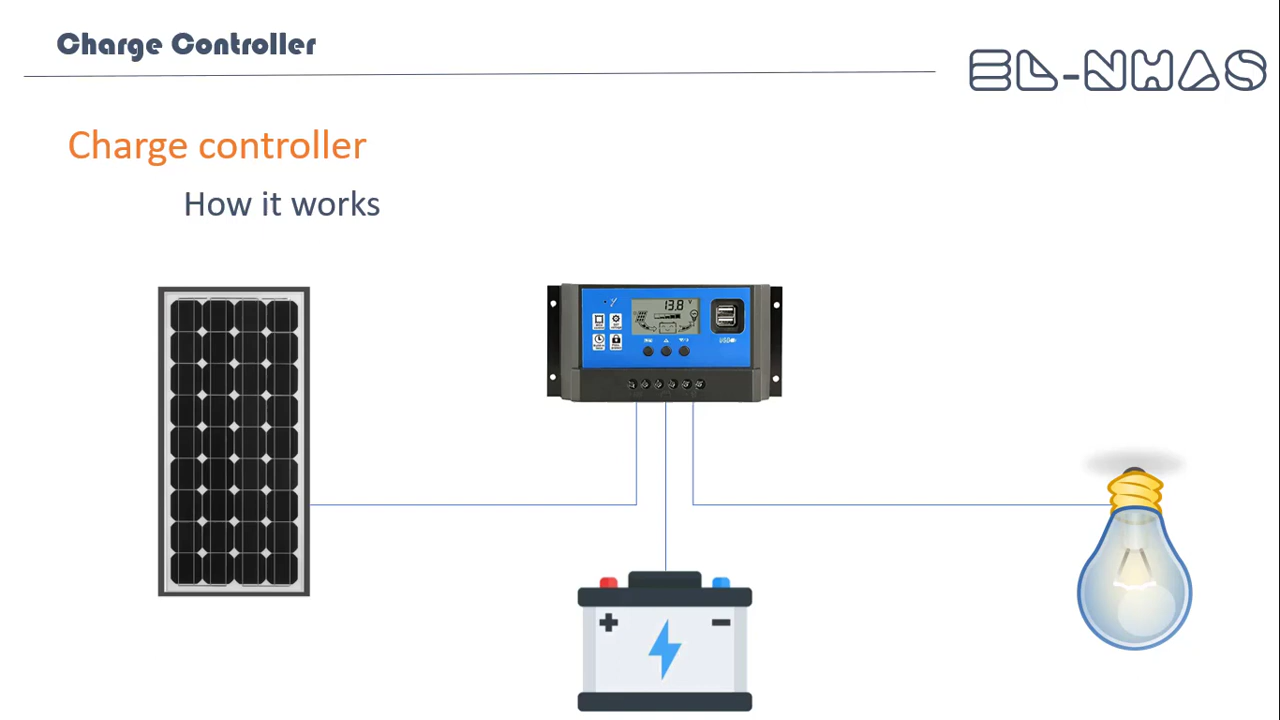 Charge Controller
EL-NHAS
Charge controller
How it works
13.8 V
USB
+ −